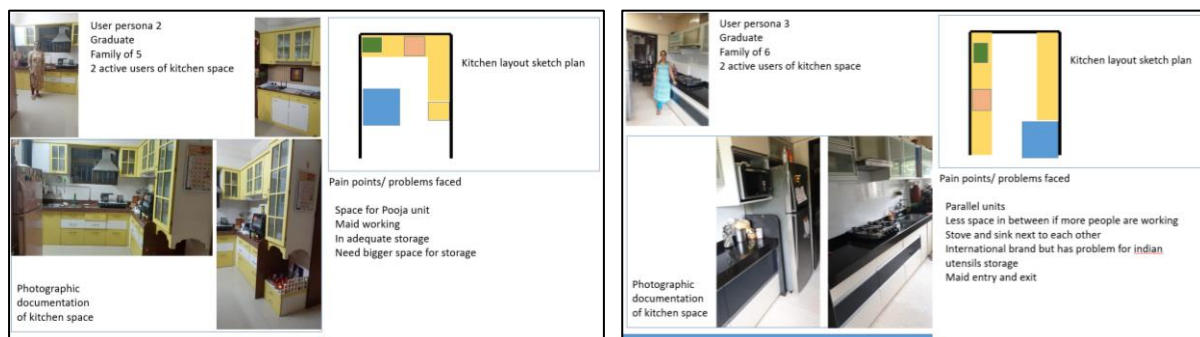 User persona 2
Graduate
Family of 5
2 active users of kitchen space
Kitchen layout sketch plan
Pain points/ problems faced
Space for Pooja unit
Maid working
In adequate storage
Need bigger space for storage
Photographic
documentation
of kitchen space
User persona 3
Graduate
Family of 6
2 active users of kitchen space
Kitchen layout sketch plan
Pain points/ problems faced
Parallel units
Less space in between if more people are working
Stove and sink next to each other
International brand but has problem for indian
utensils storage
Maid entry and exit
Photographic
documentation
of kitchen space